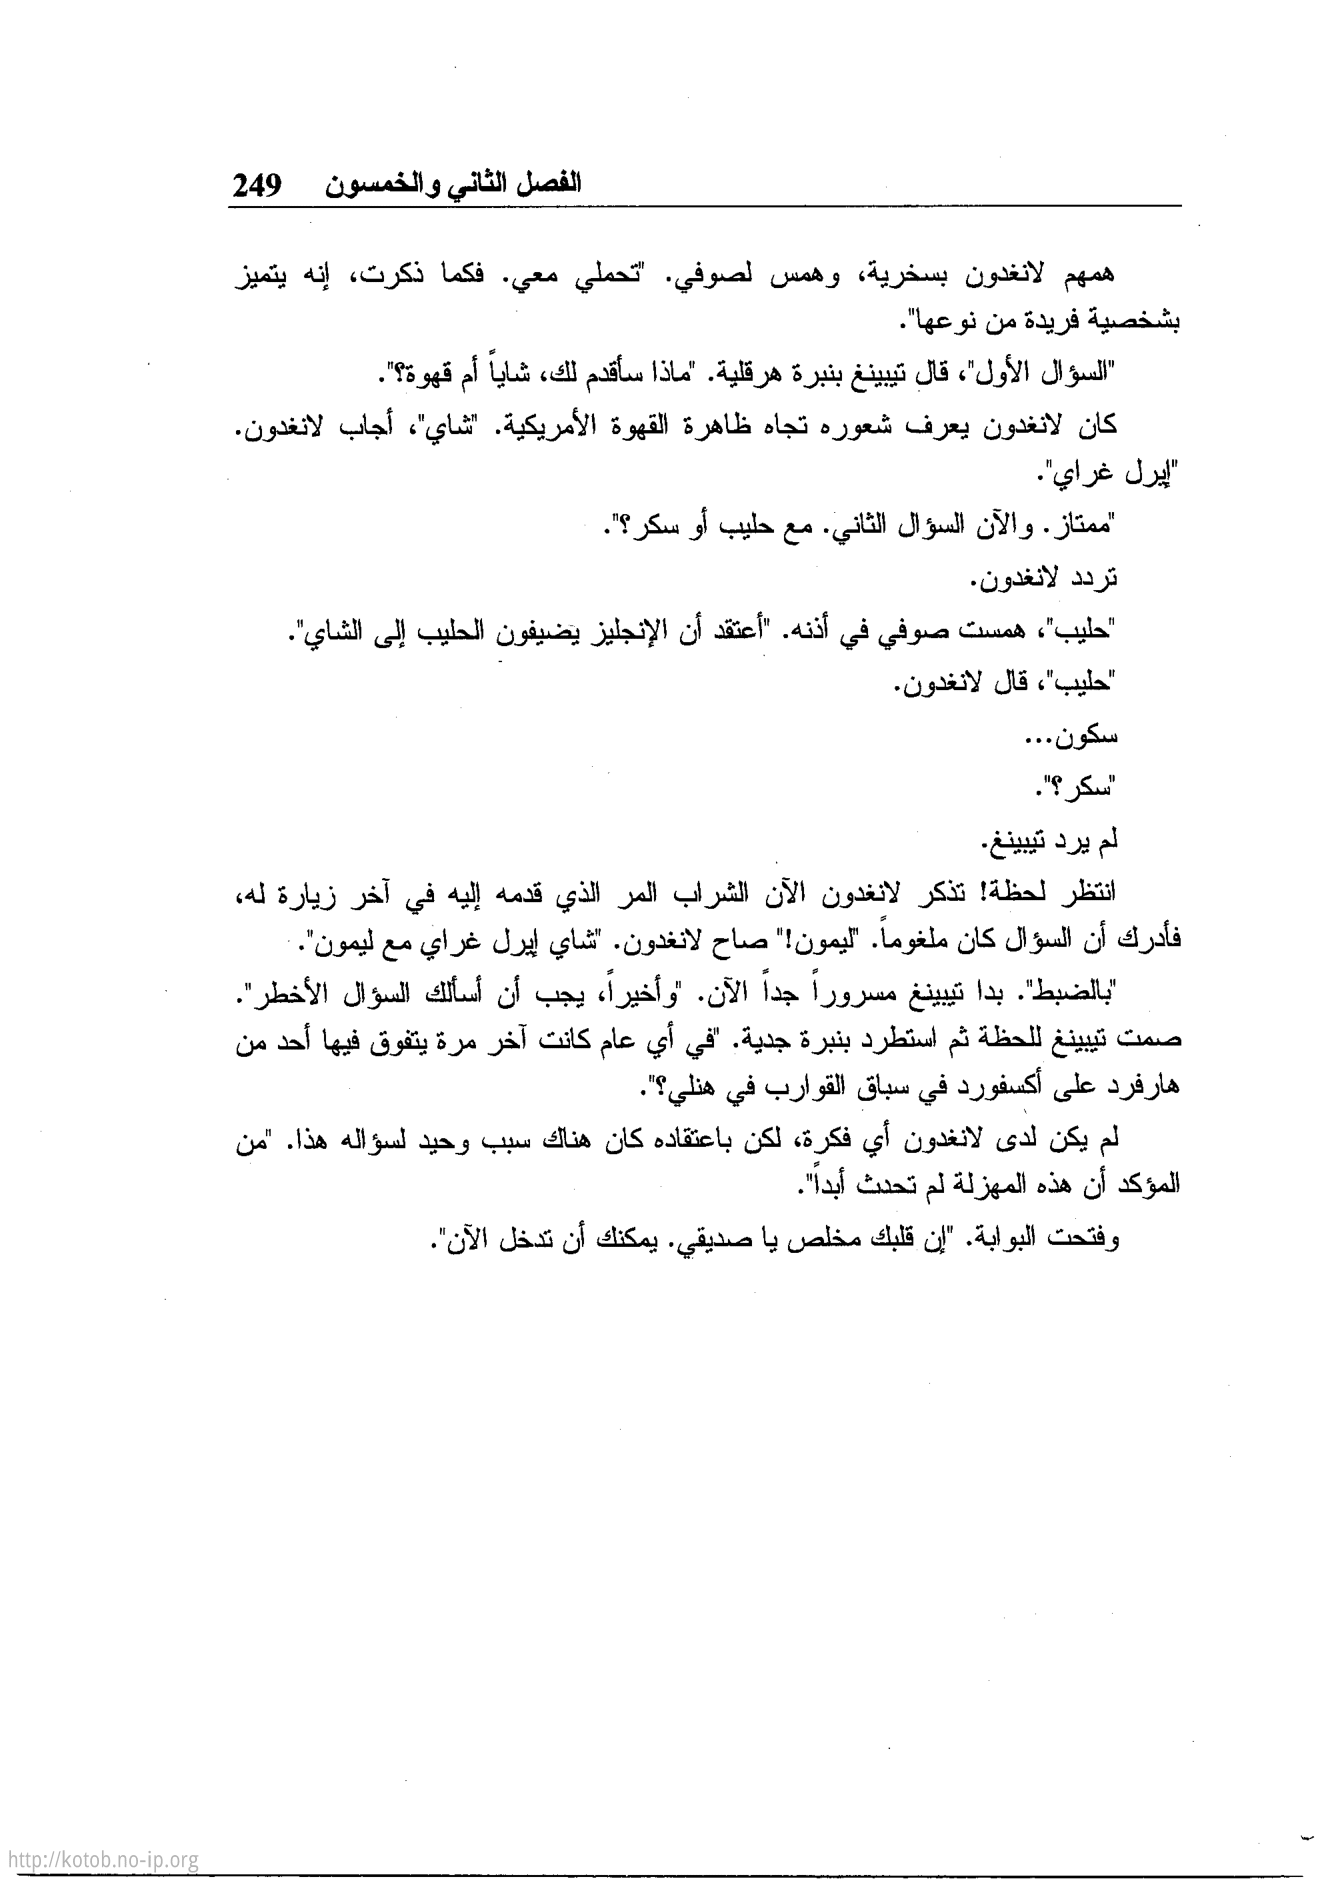 الفصل الثاني والخمسون 249
همهم لانغدون بسخرية، وهمس لصوفي. "تحملي معي. فكما ذكرت، إنه يتميز
بشخصية فريدة من نوعها".
"السؤال الأول"، قال تيبينغ بنبرة هرقلية. "ماذا سأقدم لك، شاياً أم قهوة؟".
كان لانغدون يعرف شعوره تجاه ظاهرة القهوة الأمريكية. "شاي"، أجاب لانغدون.
"إيرل غراي".
"ممتاز. والآن السؤال الثاني. مع حليب أو سكر؟".
تردد لانغدون.
"حليب"، همست صوفي في أذنه. "أعتقد أن الإنجليز يضيفون الحليب إلى الشاي".
"حليب"، قال لانغدون.
سكون...
"سكر؟".
لم يرد تيبينغ.
انتظر لحظة! تذكر لانغدون الآن الشراب المر الذي قدمه إليه في آخر زيارة له،
فأدرك أن السؤال كان ملغوماً. "ليمون!" صاح لانغدون. "شاي إيرل غراي مع ليمون".
"بالضبط". بدا تيبينغ مسروراً جداً الآن. "وأخيراً، يجب أن أسألك السؤال الأخطر".
صمت تيبينغ للحظة ثم استطرد بنبرة جدية. "في أي عام كانت آخر مرة يتفوق فيها أحد من
هارفرد على أكسفورد في سباق القوارب في هنلي؟".
لم يكن لدى لانغدون أي فكرة، لكن باعتقاده كان هناك سبب وحيد لسؤاله هذا. "من
المؤكد أن هذه المهزلة لم تحدث أبداً".
وفتحت البوابة. "إن قلبك مخلص يا صديقي. يمكنك أن تدخل الآن".
http://kotob.no-ip.org